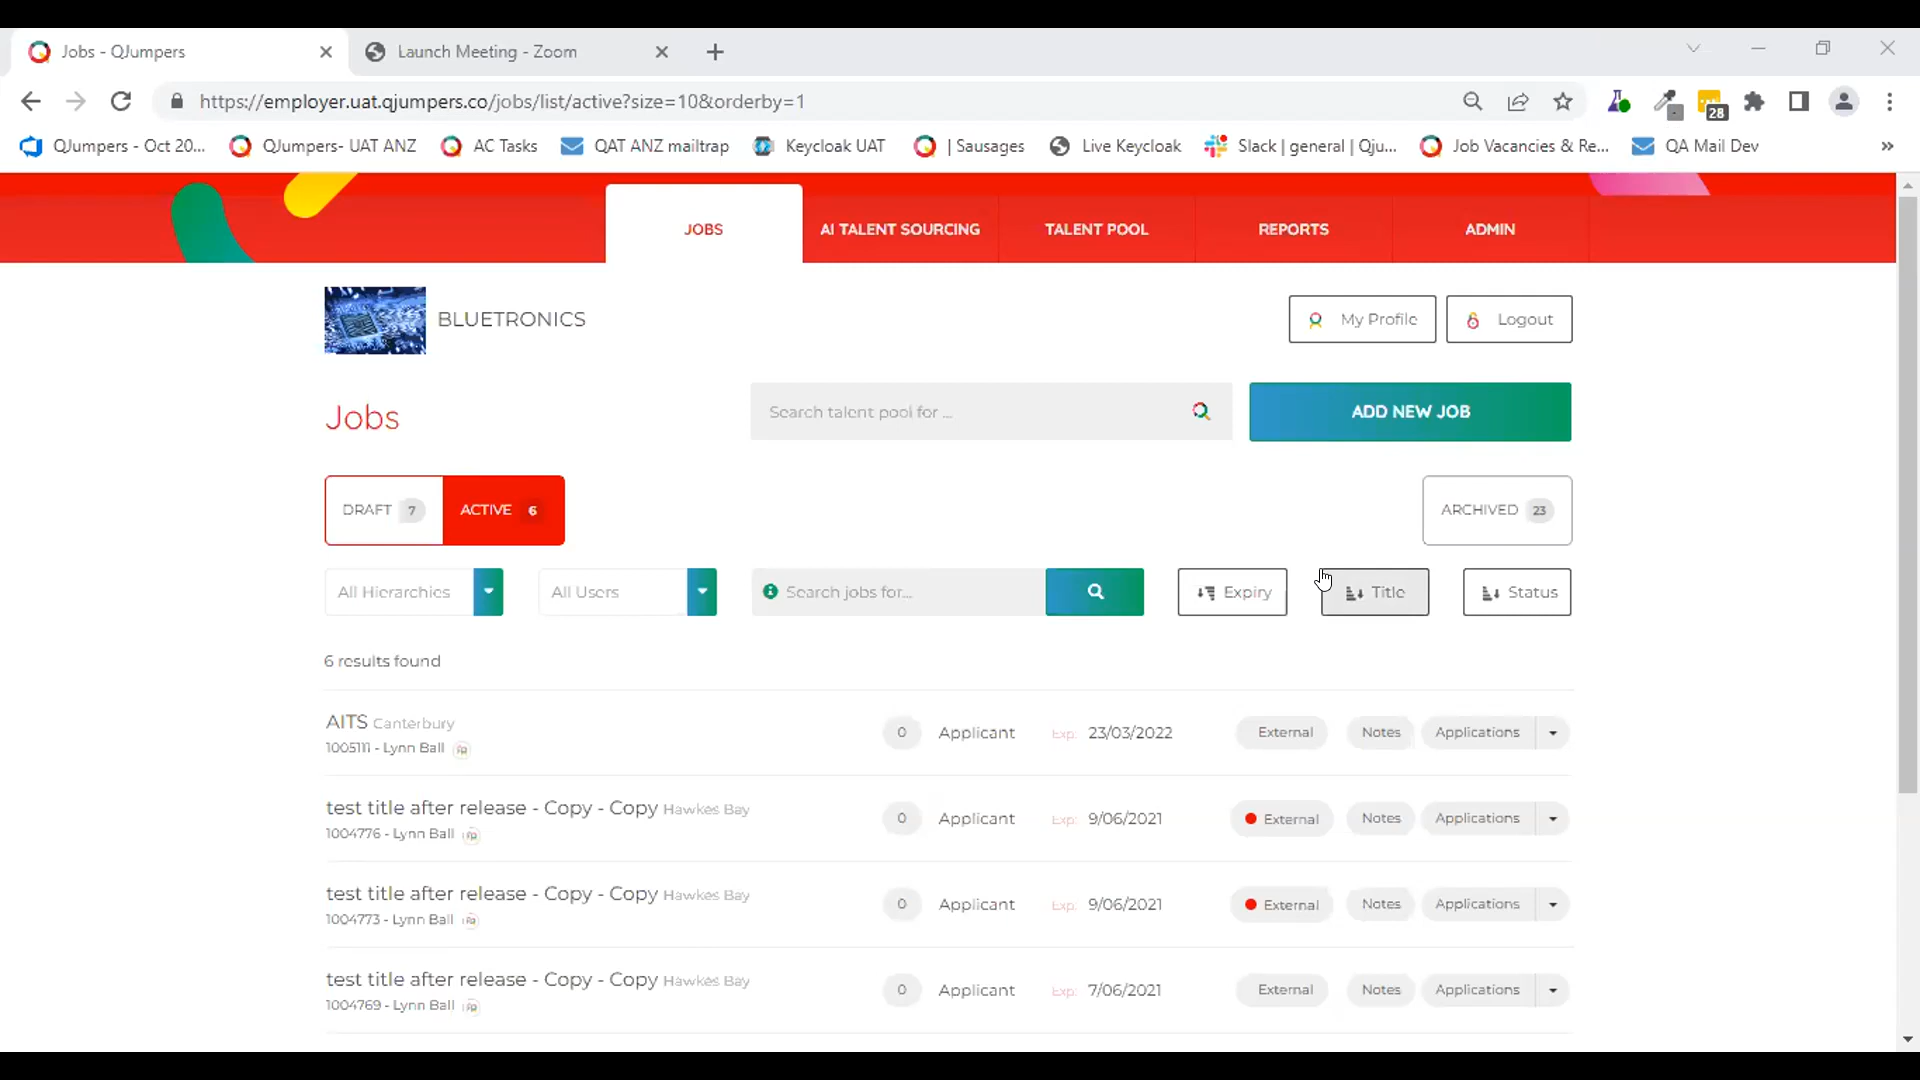 Jobs - QJumpers
Launch Meeting - Zoom
https://employer.uat.qjumpers.co/jobs/list/active?size=10&orderby=1
28
QJumpers - Oct 20...
QJumpers- UAT ANZ
AC Tasks
QAT ANZ mailtrap
Keycloak UAT
| Sausages
Live Keycloak
Slack | general | Qju...
Job Vacancies & Re...
QA Mail Dev
»
JOBS
AI TALENT SOURCING
TALENT POOL
REPORTS
ADMIN
BLUETRONICS
My Profile
Logout
Jobs
Search talent pool for ...
ADD NEW JOB
DRAFT 7
ACTIVE 6
ARCHIVED 23
All Hierarchies
All Users
Search jobs for...
Expiry
Title
Status
6 results found
AITS Canterbury
1005111 - Lynn Ball
0 Applicant Exp: 23/03/2022 External Notes Applications
test title after release - Copy - Copy Hawkes Bay
1004776 - Lynn Ball
0 Applicant Exp: 9/06/2021 External Notes Applications
test title after release - Copy - Copy Hawkes Bay
1004773 - Lynn Ball
0 Applicant Exp: 9/06/2021 External Notes Applications
test title after release - Copy - Copy Hawkes Bay
1004769 - Lynn Ball
0 Applicant Exp: 7/06/2021 External Notes Applications